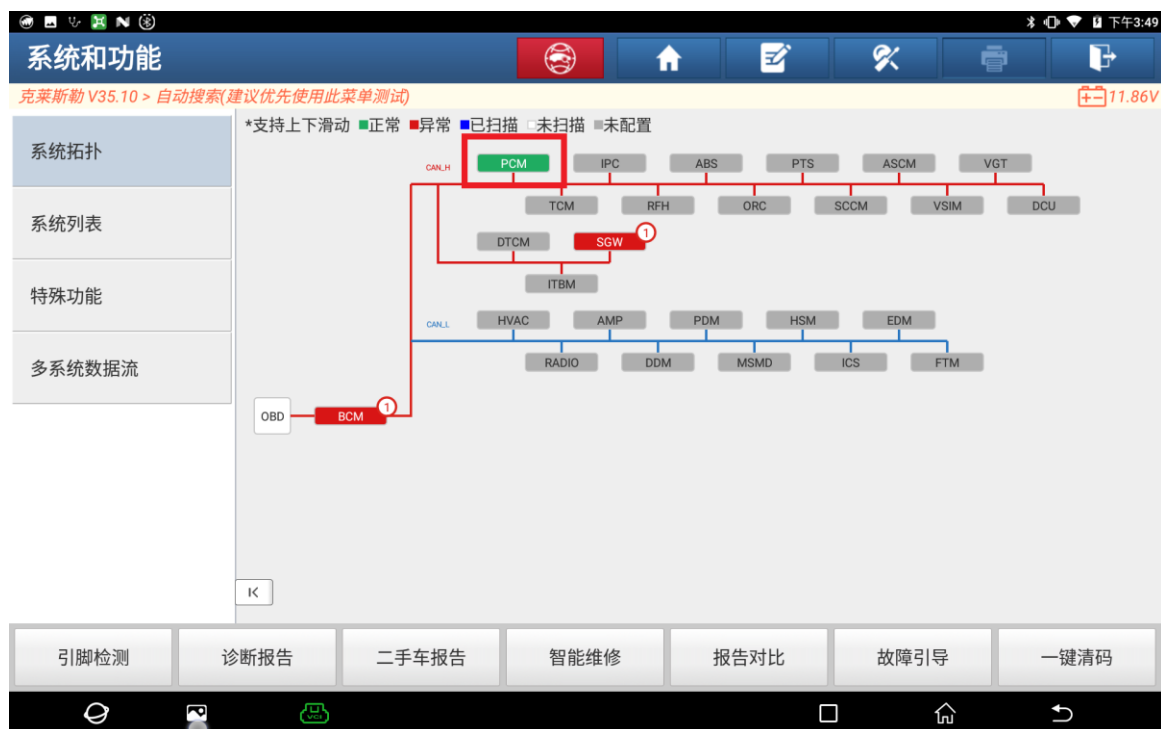 下午3:49
系统和功能
克莱斯勒 V35.10 > 自动搜索(建议优先使用此菜单测试)
11.86V
系统拓扑
系统列表
特殊功能
多系统数据流
*支持上下滑动 ■正常 ■异常 ■已扫描 □未扫描 ■未配置
CAN_H PCM IPC ABS PTS ASCM VGT
TCM RFH ORC SCCM VSIM DCU
DTCM SGW 1
ITBM
CAN_L HVAC AMP PDM HSM EDM
RADIO DDM MSMD ICS FTM
OBD BCM 1
引脚检测 诊断报告 二手车报告 智能维修 报告对比 故障引导 一键清码
VCI